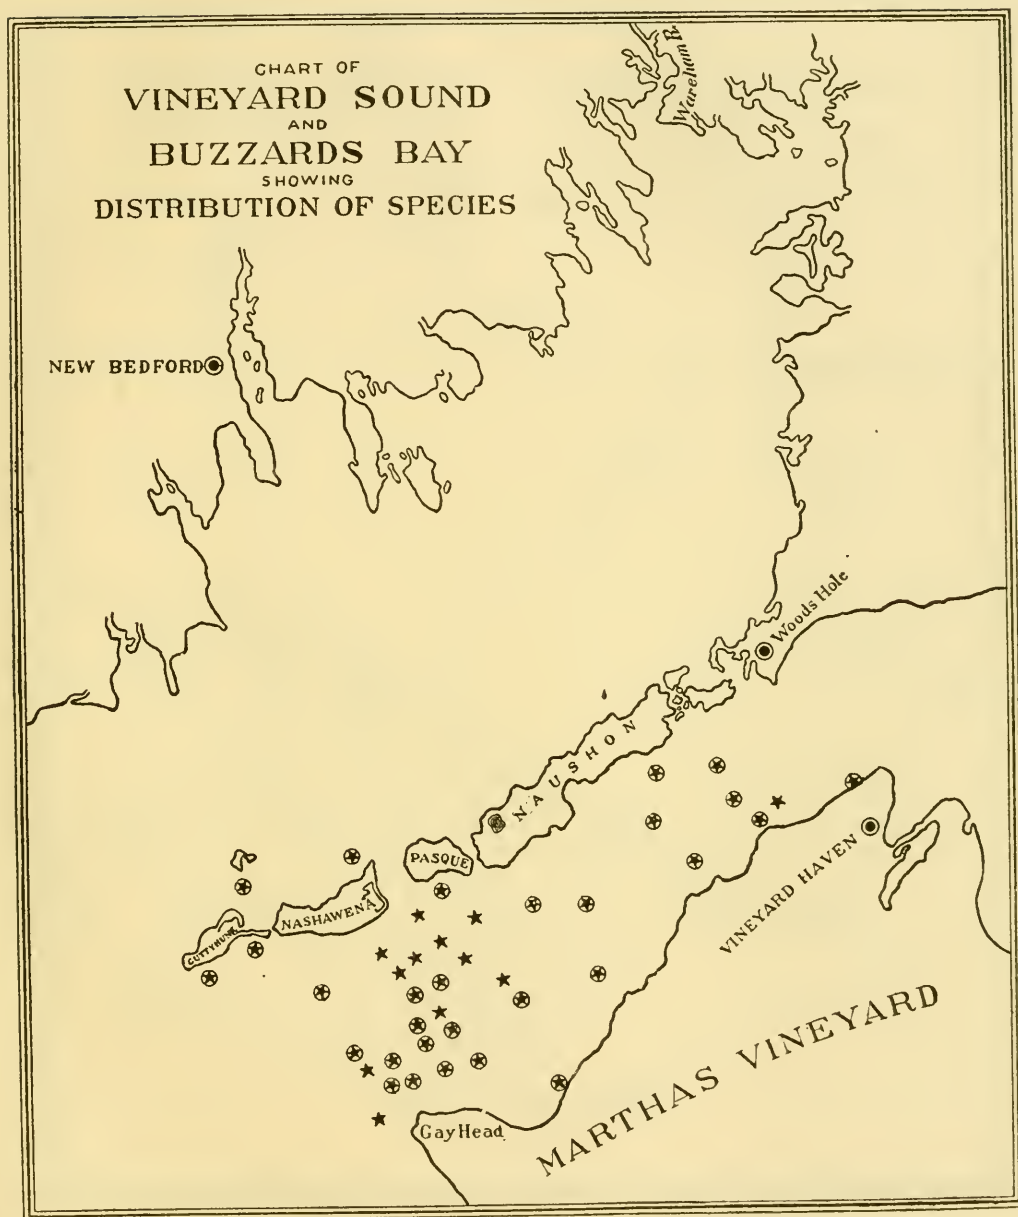 CHART OF
VINEYARD SOUND
AND
BUZZARDS BAY
SHOWING
DISTRIBUTION OF SPECIES
Wareham R.
NEW BEDFORD
Woods Hole
NAUSHON
PASQUE
NASHAWENA
CUTTYHUNK
VINEYARD HAVEN
MARTHAS VINEYARD
Gay Head